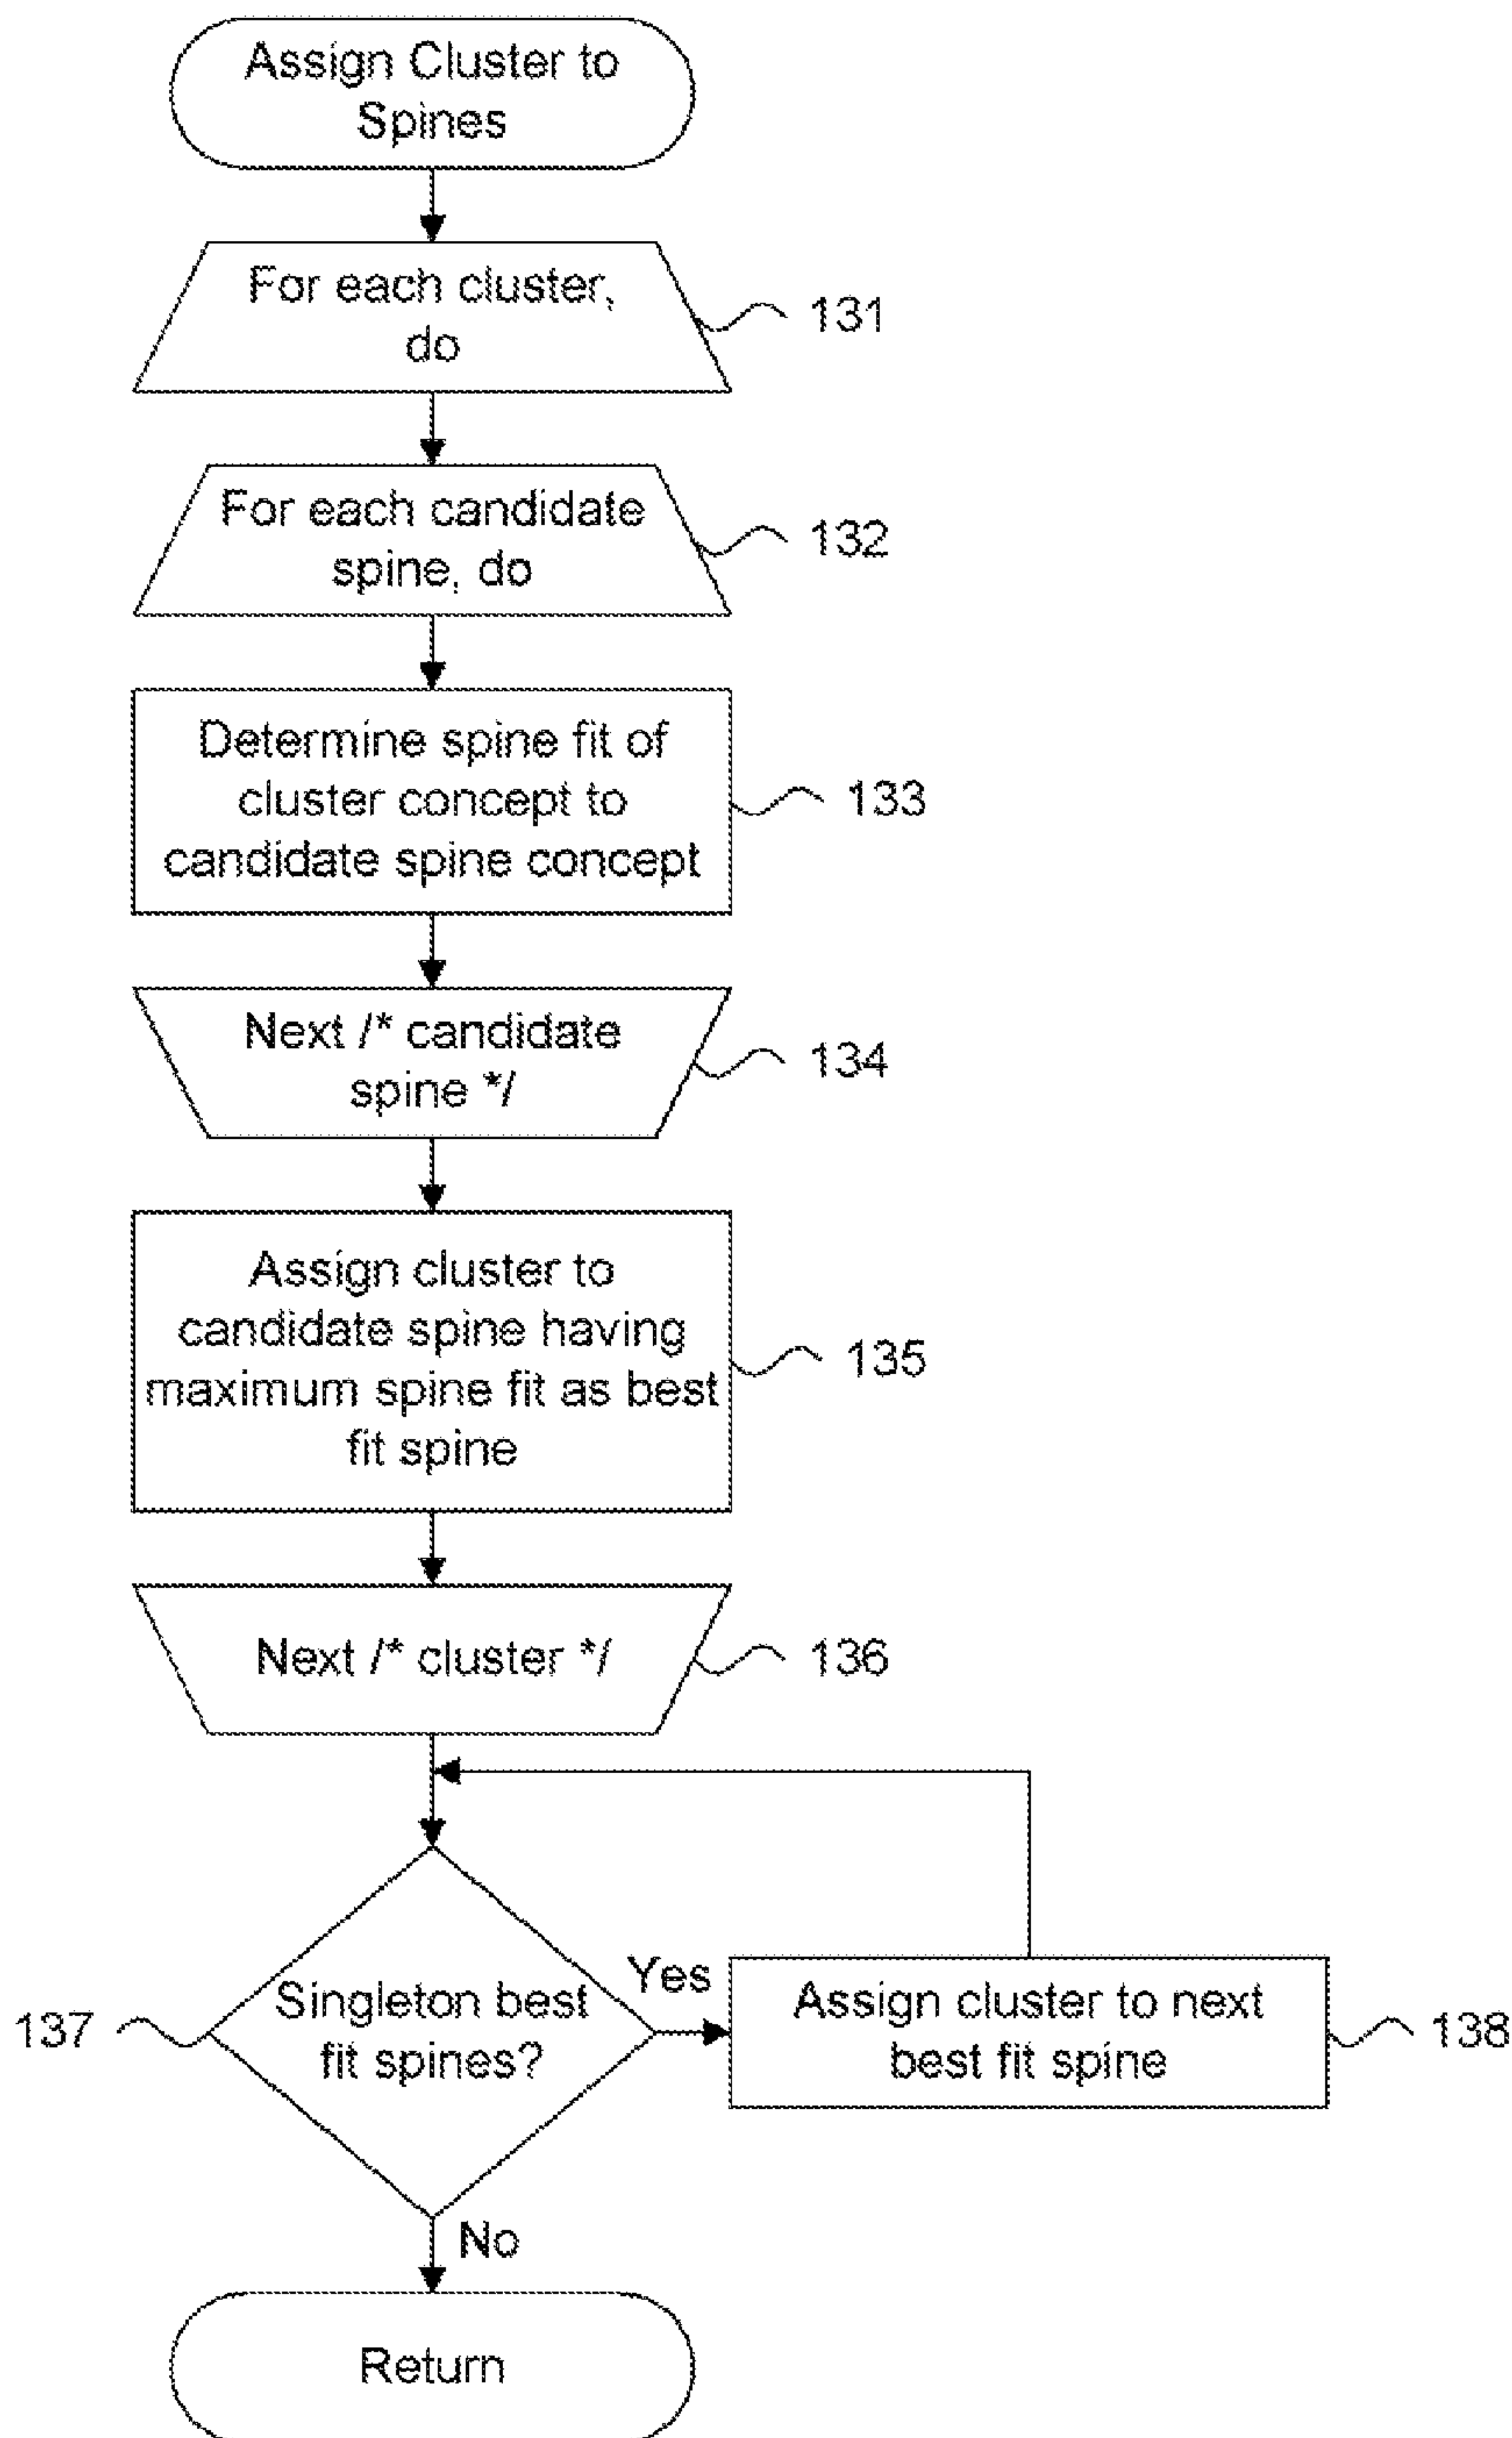 Assign Cluster to
Spines
For each cluster,
do
131
For each candidate
spine, do
132
Determine spine fit of
cluster concept to
candidate spine concept
133
Next /* candidate
spine */
134
Assign cluster to
candidate spine having
maximum spine fit as best
fit spine
135
Next /* cluster */
136
137
Singleton best
fit spines?
Yes
Assign cluster to next
best fit spine
138
No
Return